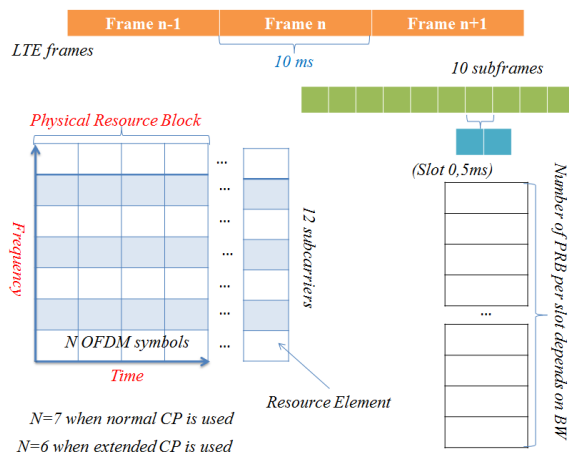 Frame n-1
Frame n
Frame n+1
LTE frames
10 ms
10 subframes
Physical Resource Block
...
...
...
...
...
(Slot 0,5ms)
Frequency
12 subcarriers
Number of PRB per slot depends on BW
...
N OFDM symbols
...
Time
Resource Element
N=7 when normal CP is used
N=6 when extended CP is used